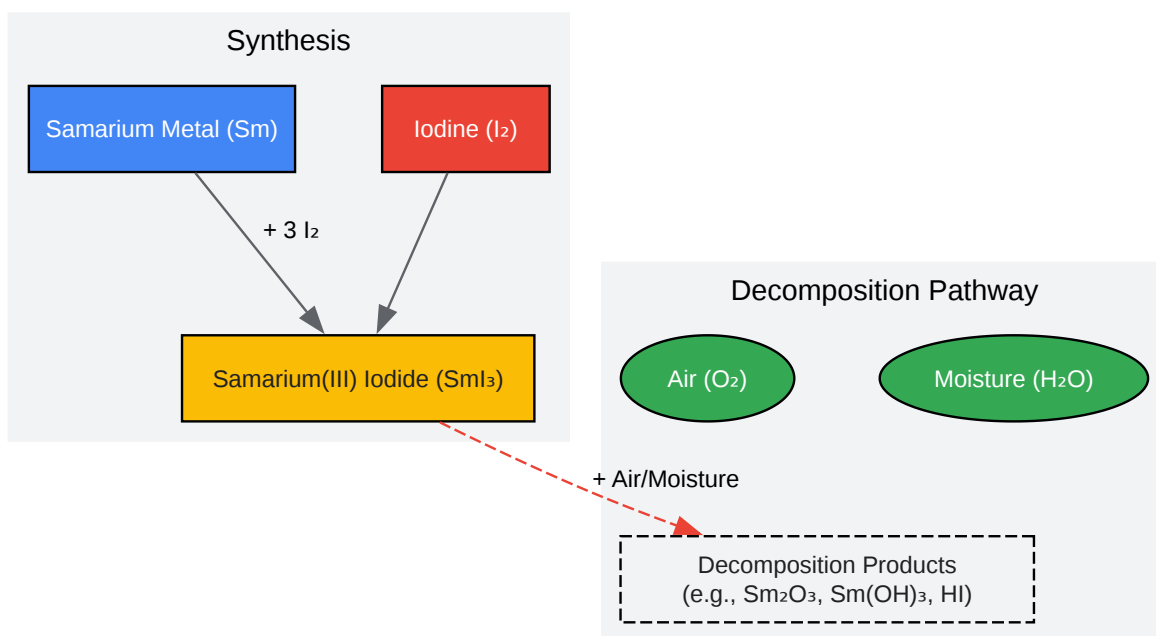 Synthesis
Samarium Metal (Sm)
Iodine (I₂)
+ 3 I₂
Samarium(III) Iodide (SmI₃)
Decomposition Pathway
Air (O₂)
Moisture (H₂O)
+ Air/Moisture
Decomposition Products
(e.g., Sm₂O₃, Sm(OH)₃, HI)